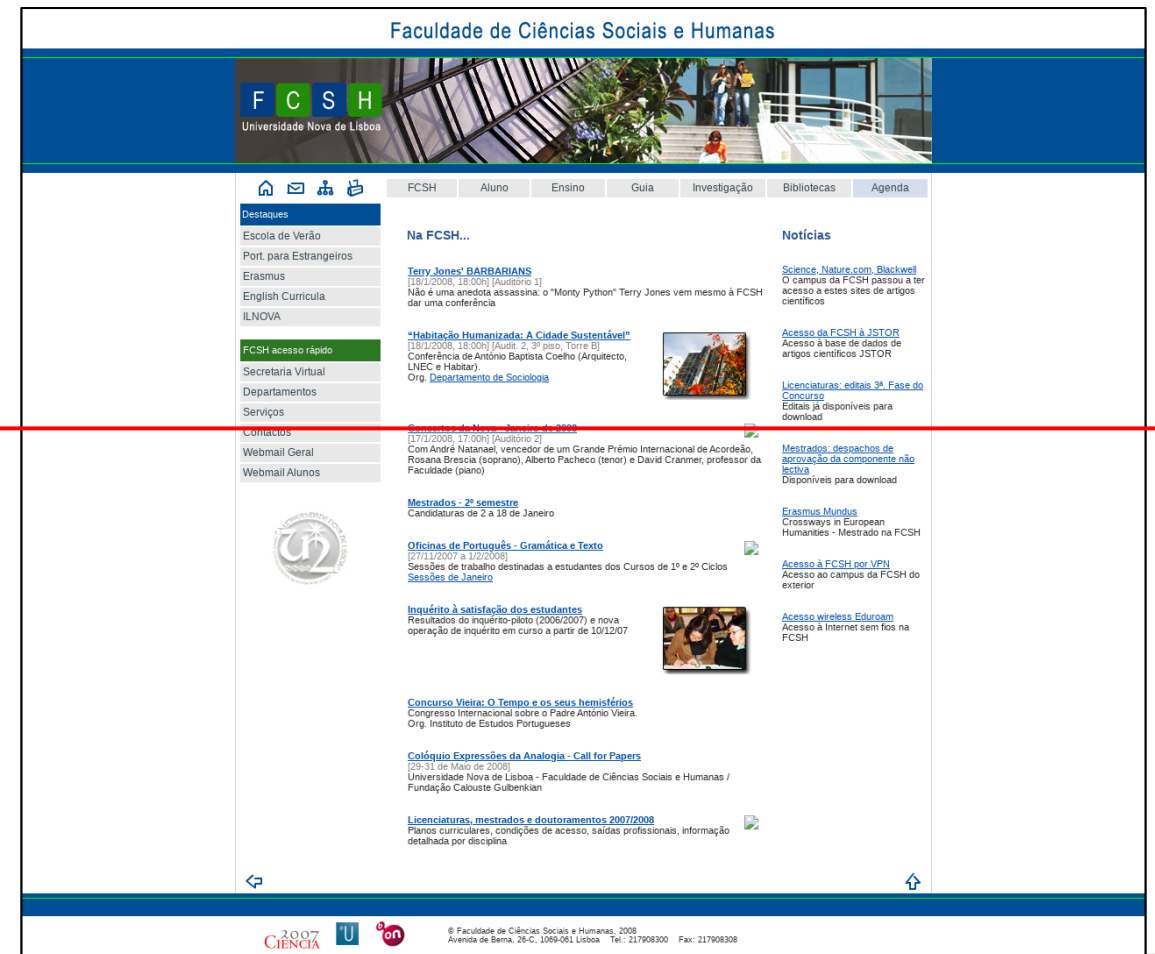 Faculdade de Ciências Sociais e Humanas
F C S H
Universidade Nova de Lisboa
FCSH Aluno Ensino Guia Investigação Bibliotecas Agenda
Destaques
Escola de Verão
Port. para Estrangeiros
Erasmus
English Curricula
ILNOVA
FCSH acesso rápido
Secretaria Virtual
Departamentos
Serviços
Contactos
Webmail Geral
Webmail Alunos
Na FCSH...
Terry Jones' BARBARIANS
[18/1/2008, 18:00h] [Auditório 1]
Não é uma anedota assassina: o "Monty Python" Terry Jones vem mesmo à FCSH
dar uma conferência
“Habitação Humanizada: A Cidade Sustentável”
[18/1/2008, 18:00h] [Audit. 2, 3º piso, Torre B]
Conferência de António Baptista Coelho (Arquitecto,
LNEC e Habitar).
Org. Departamento de Sociologia
Concertos da Nova - Janeiro de 2008
[17/1/2008, 17:00h] [Auditório 2]
Com André Natanael, vencedor de um Grande Prémio Internacional de Acordeão,
Rosana Brescia (soprano), Alberto Pacheco (tenor) e David Cranmer, professor da
Faculdade (piano)
Mestrados - 2º semestre
Candidaturas de 2 a 18 de Janeiro
Oficinas de Português - Gramática e Texto
[27/11/2007 a 1/2/2008]
Sessões de trabalho destinadas a estudantes dos Cursos de 1º e 2º Ciclos
Sessões de Janeiro
Inquérito à satisfação dos estudantes
Resultados do inquérito-piloto (2006/2007) e nova
operação de inquérito em curso a partir de 10/12/07
Concurso Vieira: O Tempo e os seus hemisférios
Congresso Internacional sobre o Padre António Vieira.
Org. Instituto de Estudos Portugueses
Colóquio Expressões da Analogia - Call for Papers
[29-31 de Maio de 2008]
Universidade Nova de Lisboa - Faculdade de Ciências Sociais e Humanas /
Fundação Calouste Gulbenkian
Licenciaturas, mestrados e doutoramentos 2007/2008
Planos curriculares, condições de acesso, saídas profissionais, informação
detalhada por disciplina
Notícias
Science, Nature.com, Blackwell
O campus da FCSH passou a ter
acesso a estes sites de artigos
científicos
Acesso da FCSH à JSTOR
Acesso à base de dados de
artigos científicos JSTOR
Licenciaturas: editais 3ª. Fase do
Concurso
Editais já disponíveis para
download
Mestrados: despachos de
aprovação da componente não
lectiva
Disponíveis para download
Erasmus Mundus
Crossways in European
Humanities - Mestrado na FCSH
Acesso à FCSH por VPN
Acesso ao campus da FCSH do
exterior
Acesso wireless Eduroam
Acesso à Internet sem fios na
FCSH
2007
CIÊNCIA
U
b on
© Faculdade de Ciências Sociais e Humanas, 2008
Avenida de Berna, 26-C, 1069-061 Lisboa Tel.: 217908300 Fax: 217908308